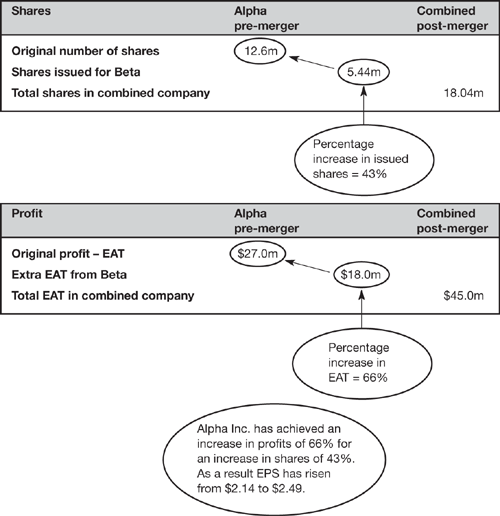 Shares Alpha pre-merger Combined post-merger
Original number of shares 12.6m
Shares issued for Beta 5.44m
Total shares in combined company 18.04m
Percentage
increase in issued
shares = 43%
Profit Alpha pre-merger Combined post-merger
Original profit – EAT $27.0m
Extra EAT from Beta $18.0m
Total EAT in combined company $45.0m
Percentage
increase in
EAT = 66%
Alpha Inc. has achieved an
increase in profits of 66% for
an increase in shares of 43%.
As a result EPS has risen
from $2.14 to $2.49.